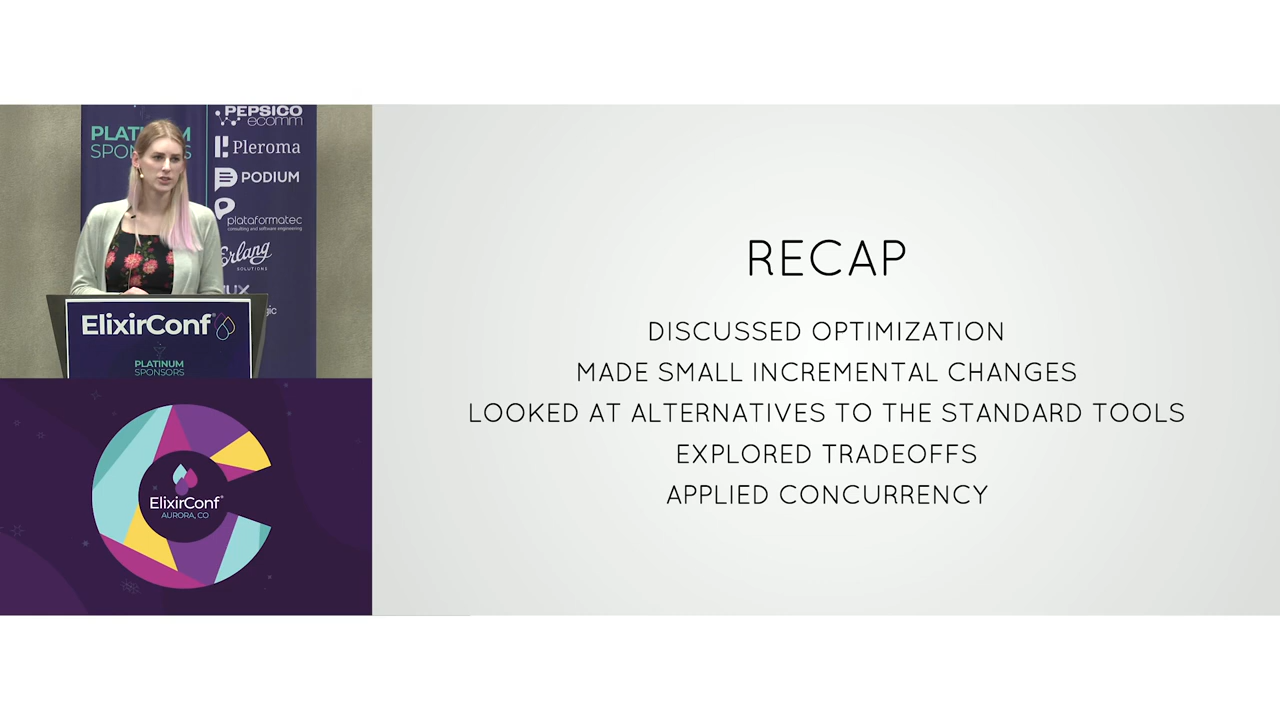 PLATINUM
SPONSORS
PEPSICO
ecomm
Pleroma
PODIUM
plataformatec
consulting and software engineering
Erlang
SOLUTIONS
ElixirConf
PLATINUM
SPONSORS
ElixirConf
AURORA, CO
RECAP
DISCUSSED OPTIMIZATION
MADE SMALL INCREMENTAL CHANGES
LOOKED AT ALTERNATIVES TO THE STANDARD TOOLS
EXPLORED TRADEOFFS
APPLIED CONCURRENCY